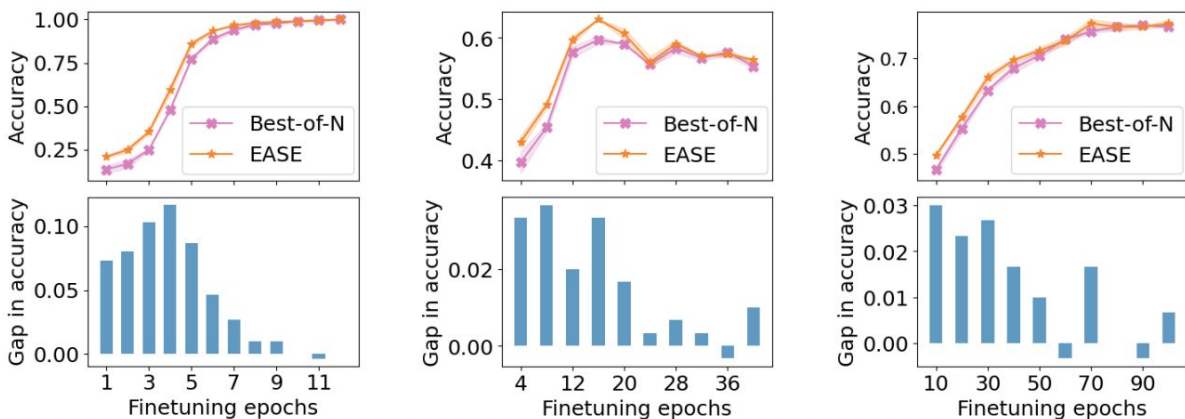 Accuracy
1.00
0.75
0.50
0.25
Best-of-N
EASE
Gap in accuracy
0.10
0.05
0.00
1 3 5 7 9 11
Finetuning epochs
Accuracy
0.6
0.5
0.4
Best-of-N
EASE
Gap in accuracy
0.02
0.00
4 12 20 28 36
Finetuning epochs
Accuracy
0.7
0.6
0.5
Best-of-N
EASE
Gap in accuracy
0.03
0.02
0.01
0.00
10 30 50 70 90
Finetuning epochs